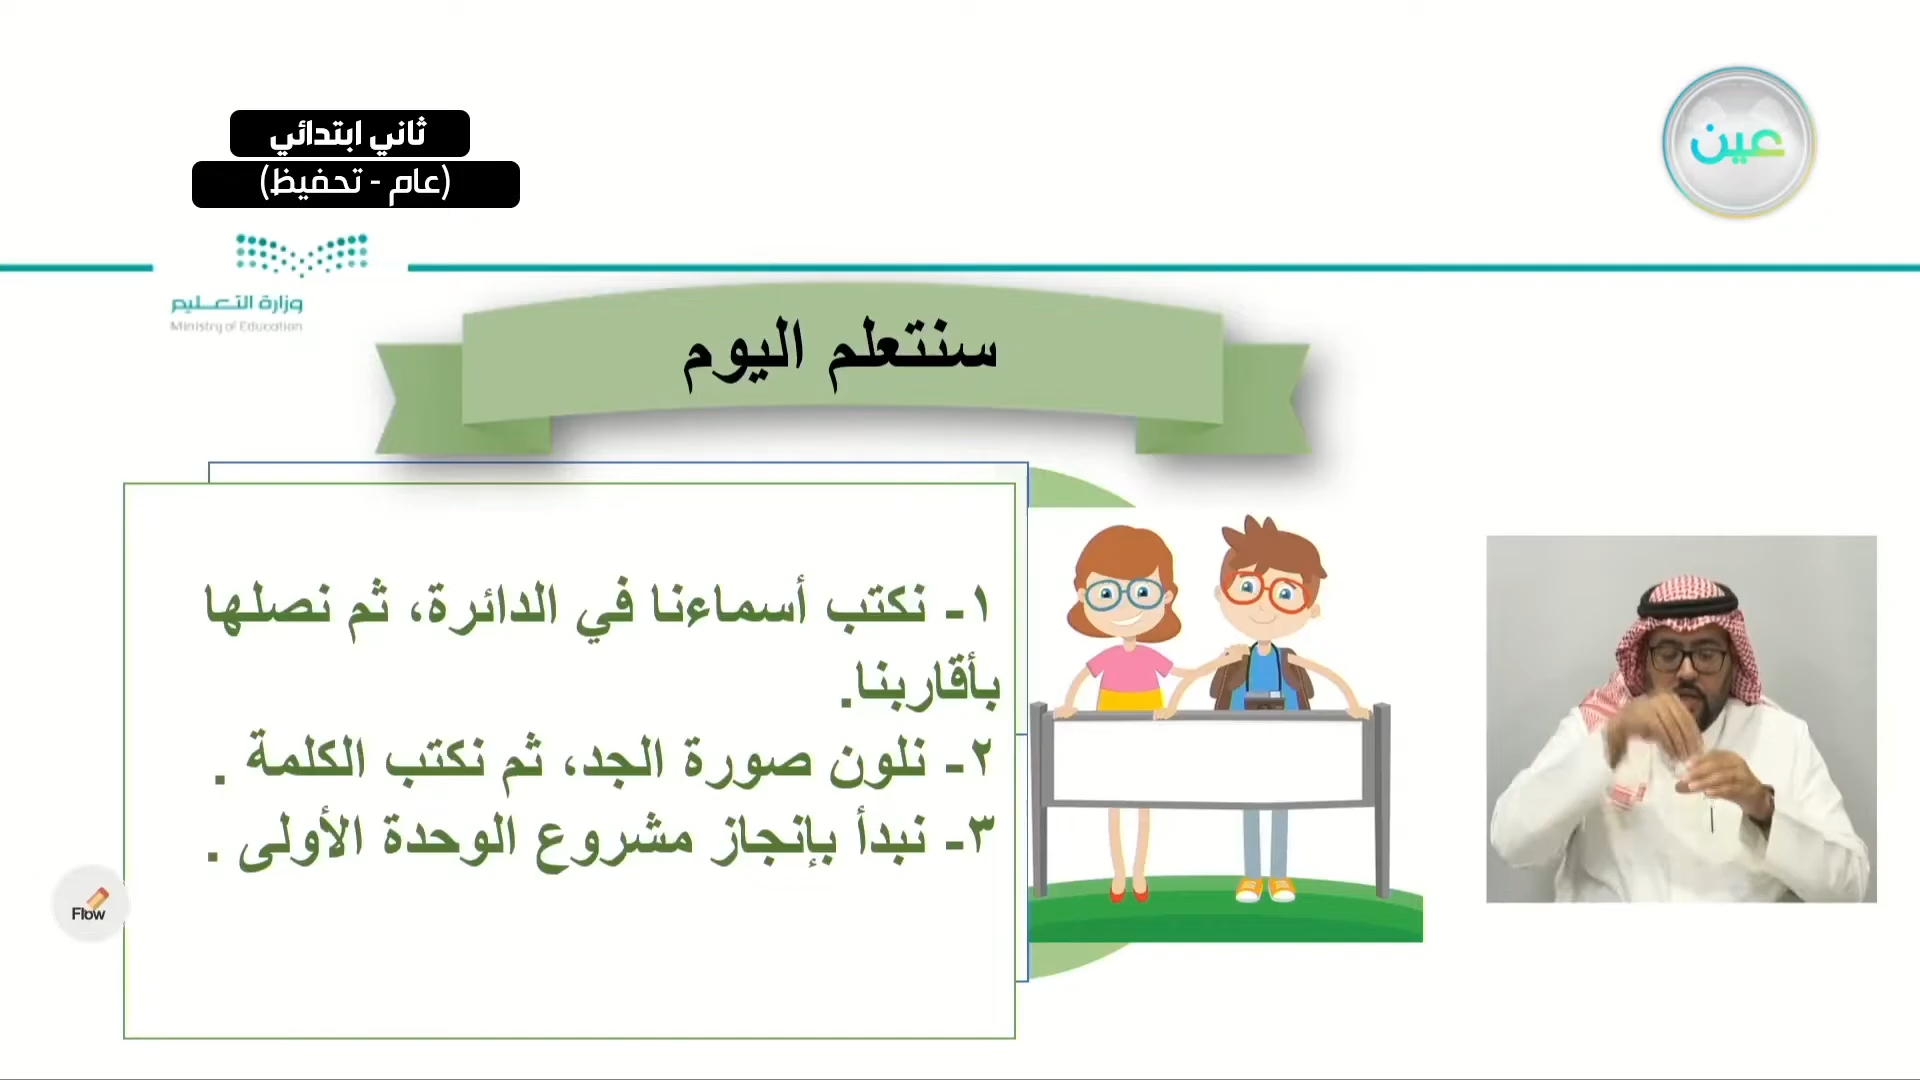 ثاني ابتدائي
(عام - تحفيظ)
عين
وزارة التعليم
Ministry of Education
سنتعلم اليوم
١- نكتب أسماءنا في الدائرة، ثم نصلها
بأقاربنا.
٢- نلون صورة الجد، ثم نكتب الكلمة .
٣- نبدأ بإنجاز مشروع الوحدة الأولى .
Flow